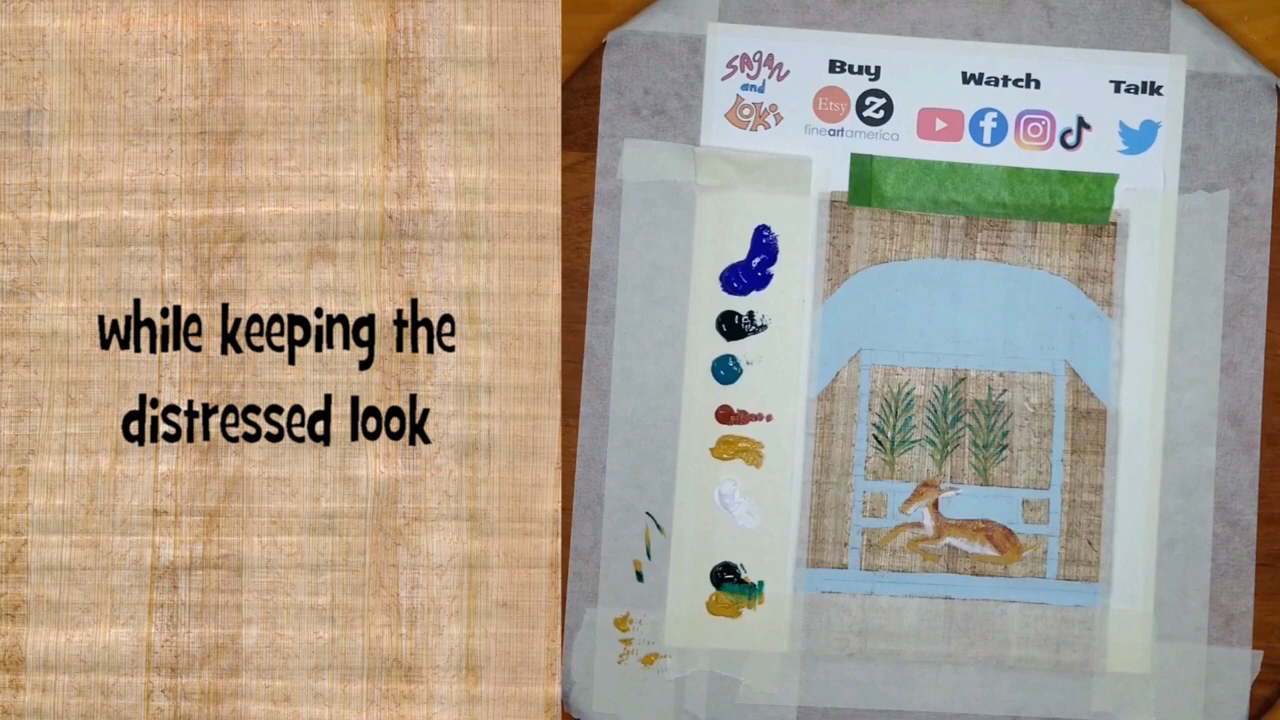 while keeping the
distressed look
Sagan
and
Loki
Buy
Etsy
Z
fineartamerica
Watch
Talk